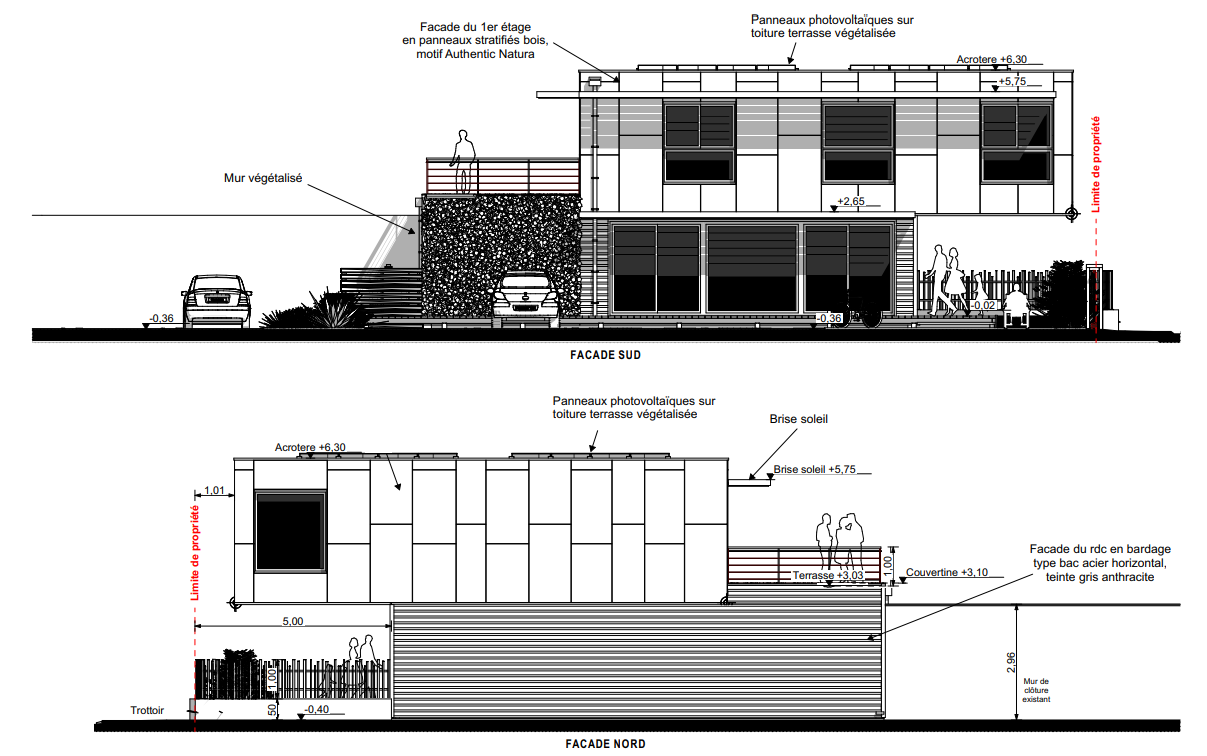 Facade du 1er étage
en panneaux stratifiés bois,
motif Authentic Natura
Panneaux photovoltaïques sur
toiture terrasse végétalisée
Acrotere +6,30
+5,75
Limite de propriété
Mur végétalisé
+2,65
-0,36
-0,36
-0,02
FACADE SUD
Panneaux photovoltaïques sur
toiture terrasse végétalisée
Brise soleil
Acrotere +6,30
Brise soleil +5,75
1,01
Limite de propriété
Facade du rdc en bardage
type bac acier horizontal,
teinte gris anthracite
Terrasse +3,03
1,00
Couvertine +3,10
5,00
2,96
Mur de
clôture
existant
1,00
50
Trottoir
-0,40
FACADE NORD